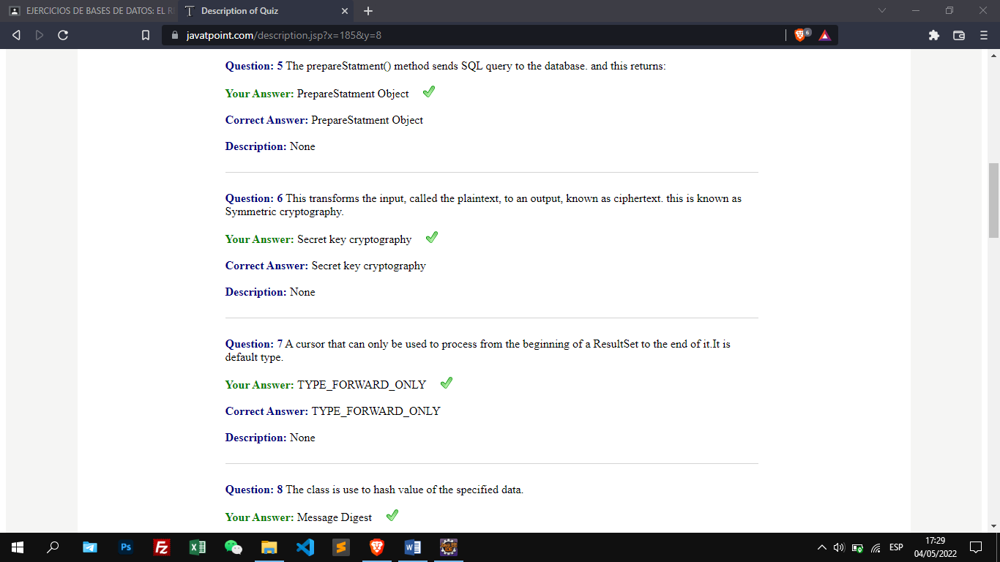 EJERCICIOS DE BASES DE DATOS: EL R
Description of Quiz
javatpoint.com/description.jsp?x=185&y=8
6
Question: 5 The prepareStatment() method sends SQL query to the database. and this returns:
Your Answer: PrepareStatment Object
Correct Answer: PrepareStatment Object
Description: None
Question: 6 This transforms the input, called the plaintext, to an output, known as ciphertext. this is known as
Symmetric cryptography.
Your Answer: Secret key cryptography
Correct Answer: Secret key cryptography
Description: None
Question: 7 A cursor that can only be used to process from the beginning of a ResultSet to the end of it.It is
default type.
Your Answer: TYPE_FORWARD_ONLY
Correct Answer: TYPE_FORWARD_ONLY
Description: None
Question: 8 The class is use to hash value of the specified data.
Your Answer: Message Digest
Ps
Fz
X
S
W
JAVA EE
IDE
ESP
17:29
04/05/2022